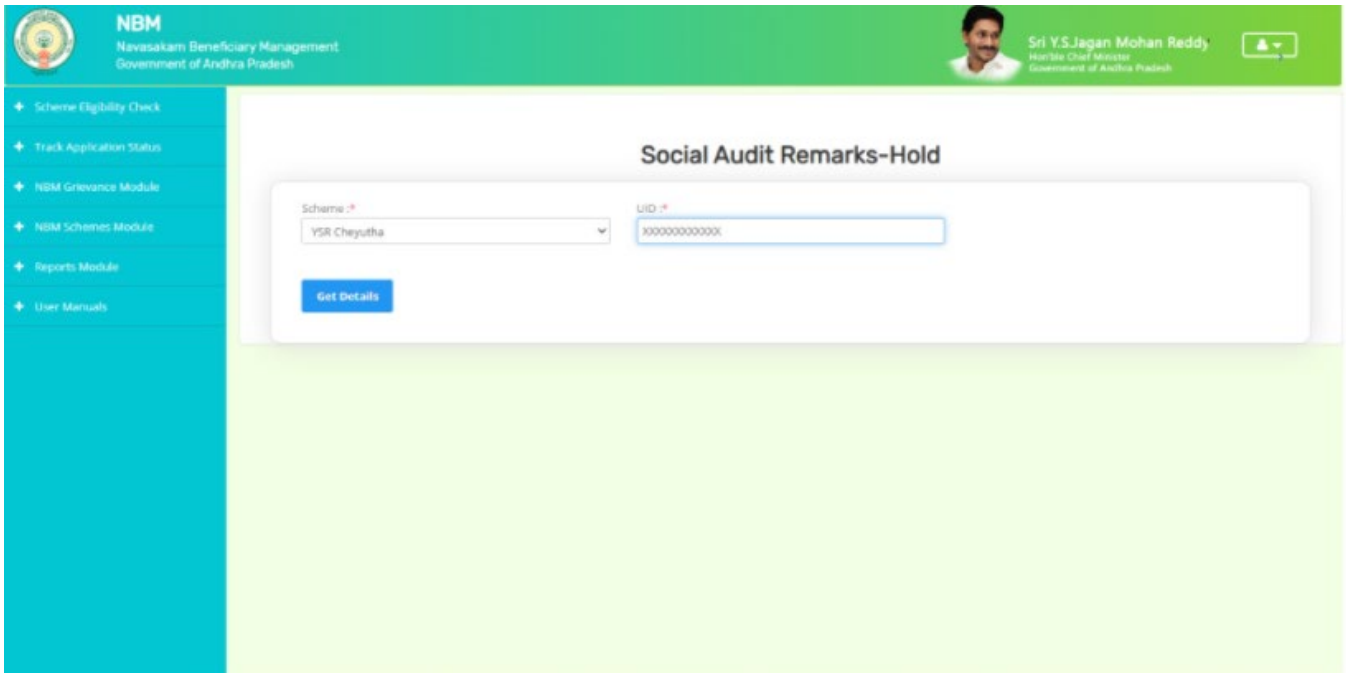 NBM
Navasakam Beneficiary Management
Government of Andhra Pradesh
Sri Y.S.Jagan Mohan Reddy
Hon'ble Chief Minister
Government of Andhra Pradesh
Scheme Eligibility Check
Track Application Status
NBM Grievance Module
NBM Schemes Module
Reports Module
User Manuals
Social Audit Remarks-Hold
Scheme :*
UID :*
YSR Cheyutha
XXXXXXXXXXXX
Get Details